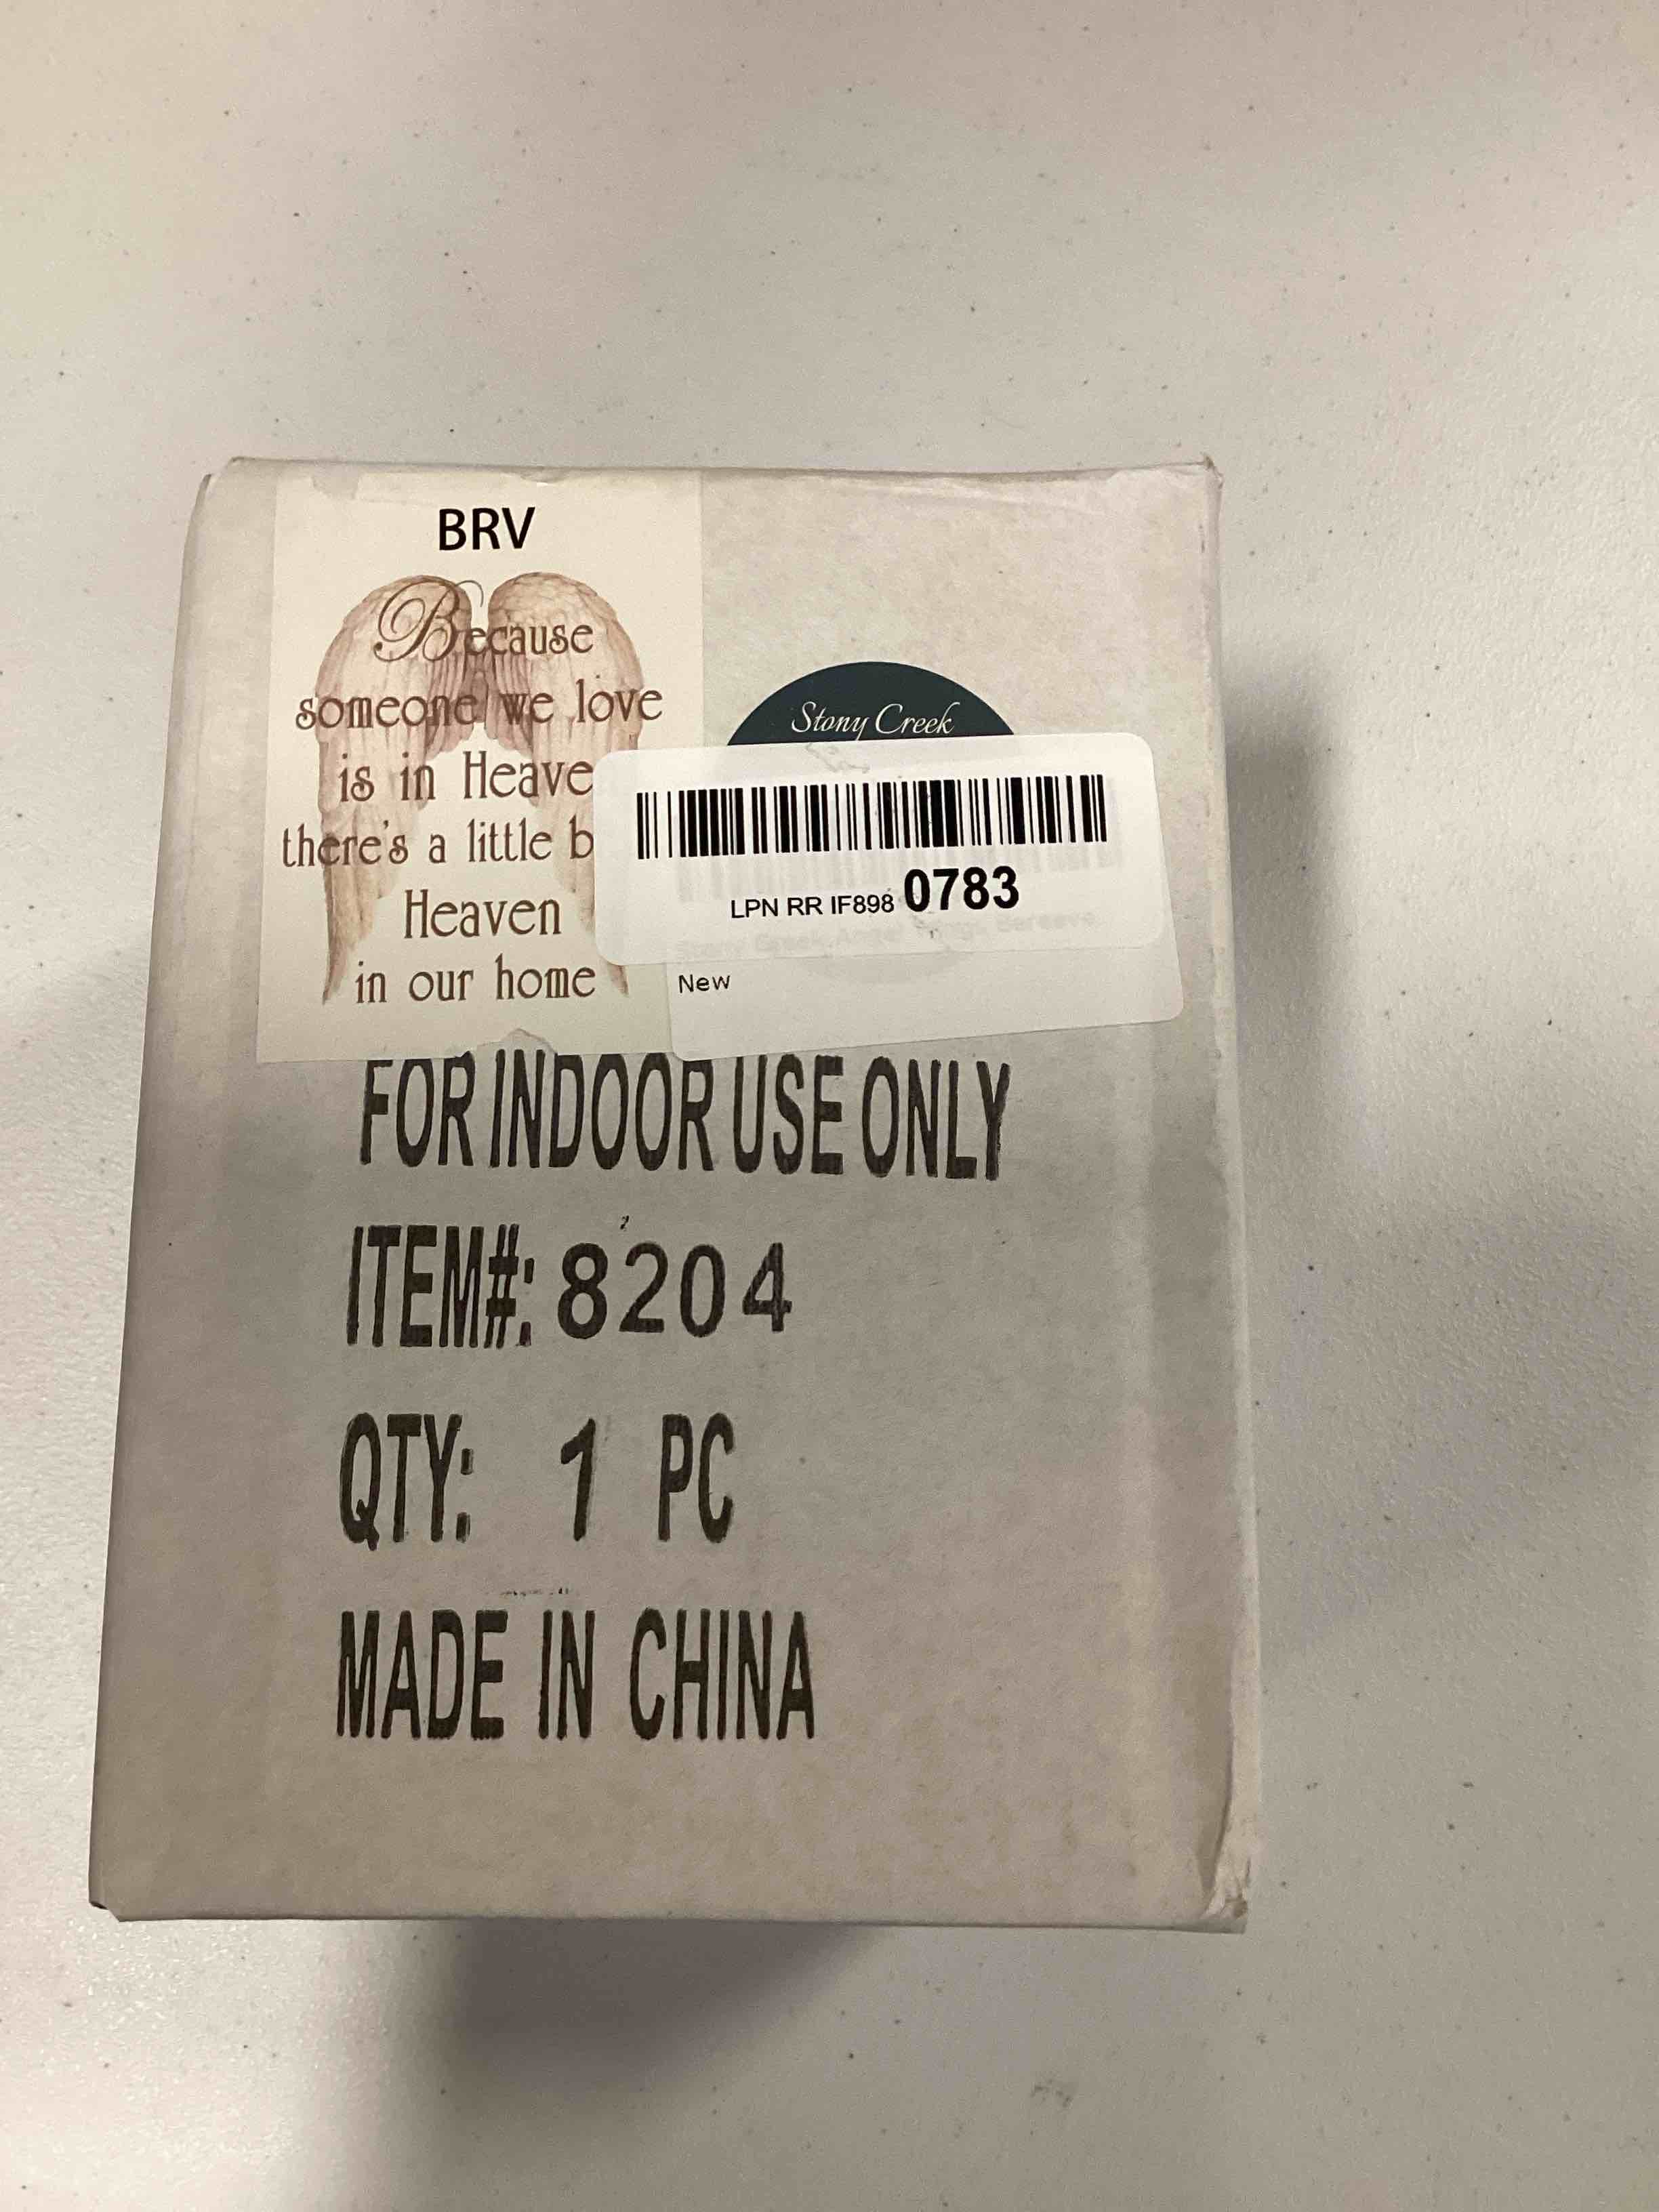 BRV
Because
someone we love
is in Heave
there's a little b
Heaven
in our home
Stony Creek
LPN RR IF898 0783
New
FOR INDOOR USE ONLY
ITEM#: 8204
QTY: 1 PC
MADE IN CHINA